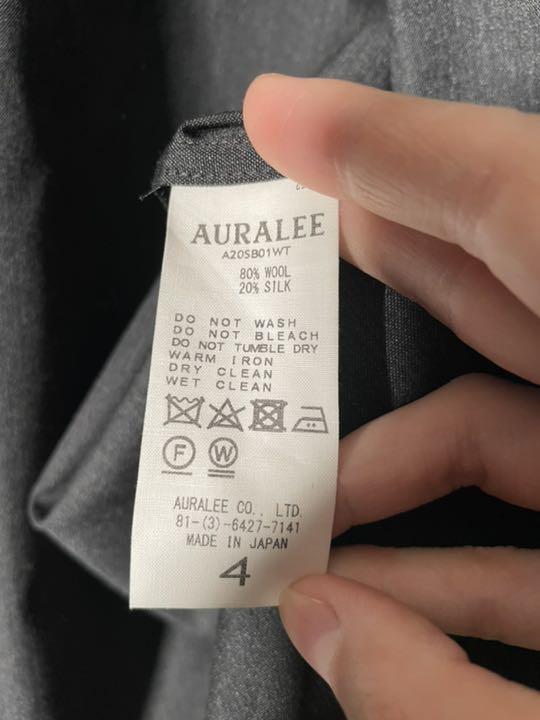 AURALEE
A20SB01WT
80% WOOL
20% SILK
DO NOT WASH
DO NOT BLEACH
DO NOT TUMBLE DRY
WARM IRON
DRY CLEAN
WET CLEAN
F W
AURALEE CO., LTD.
81-(3)-6427-7141
MADE IN JAPAN
4